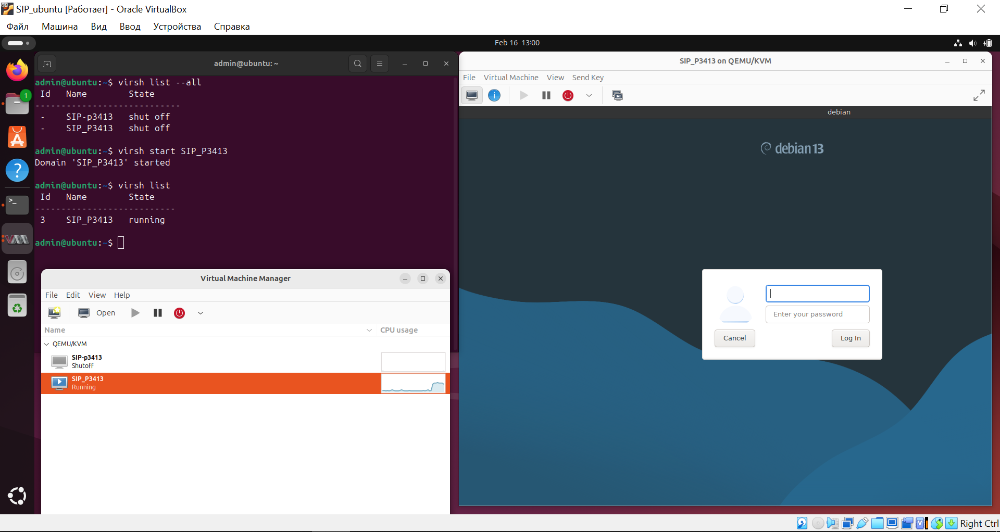 SIP_ubuntu [Работает] - Oracle VirtualBox
Файл Машина Вид Ввод Устройства Справка
Feb 16 13:00
admin@ubuntu: ~
admin@ubuntu:~$ virsh list --all
Id Name State
----------------------------
- SIP-p3413 shut off
- SIP_P3413 shut off
admin@ubuntu:~$ virsh start SIP_P3413
Domain 'SIP_P3413' started
admin@ubuntu:~$ virsh list
Id Name State
---------------------------
3 SIP_P3413 running
admin@ubuntu:~$
1
Virtual Machine Manager
File Edit View Help
Open
Name CPU usage
QEMU/KVM
SIP-p3413
Shutoff
SIP_P3413
Running
SIP_P3413 on QEMU/KVM
File Virtual Machine View Send Key
debian
debian 13
Enter your password
Cancel Log In
Right Ctrl